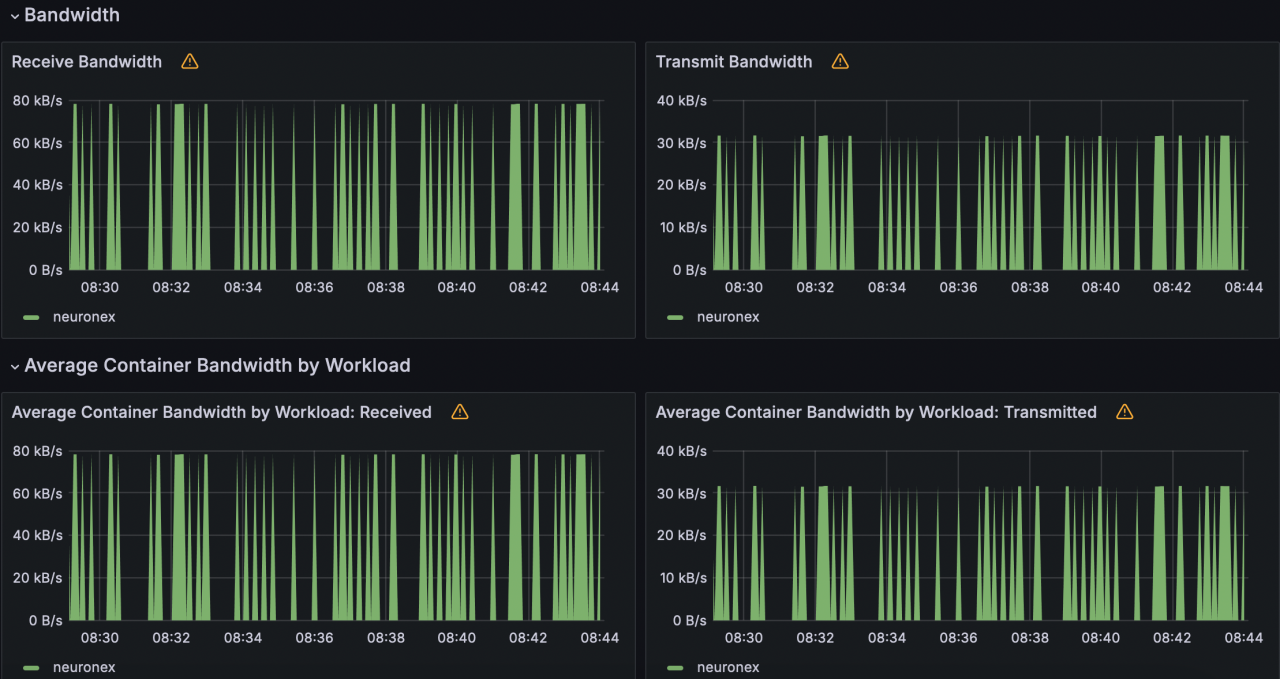 Bandwidth
Receive Bandwidth
80 kB/s
60 kB/s
40 kB/s
20 kB/s
0 B/s
08:30 08:32 08:34 08:36 08:38 08:40 08:42 08:44
neuronex
Transmit Bandwidth
40 kB/s
30 kB/s
20 kB/s
10 kB/s
0 B/s
08:30 08:32 08:34 08:36 08:38 08:40 08:42 08:44
neuronex
Average Container Bandwidth by Workload
Average Container Bandwidth by Workload: Received
80 kB/s
60 kB/s
40 kB/s
20 kB/s
0 B/s
08:30 08:32 08:34 08:36 08:38 08:40 08:42 08:44
neuronex
Average Container Bandwidth by Workload: Transmitted
40 kB/s
30 kB/s
20 kB/s
10 kB/s
0 B/s
08:30 08:32 08:34 08:36 08:38 08:40 08:42 08:44
neuronex